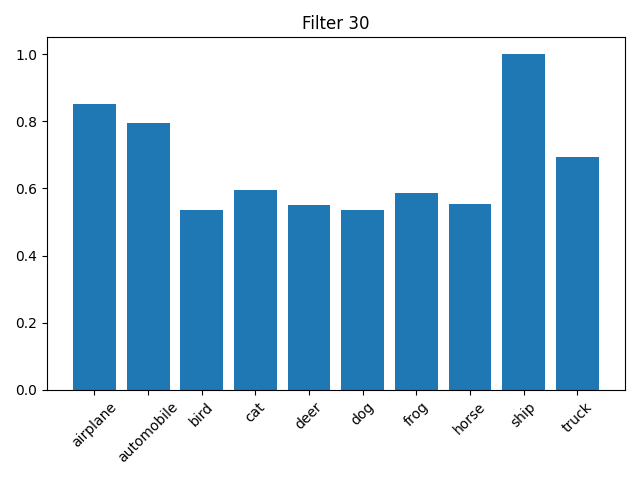 Filter 30
1.0
0.8
0.6
0.4
0.2
0.0
airplane
automobile
bird
cat
deer
dog
frog
horse
ship
truck